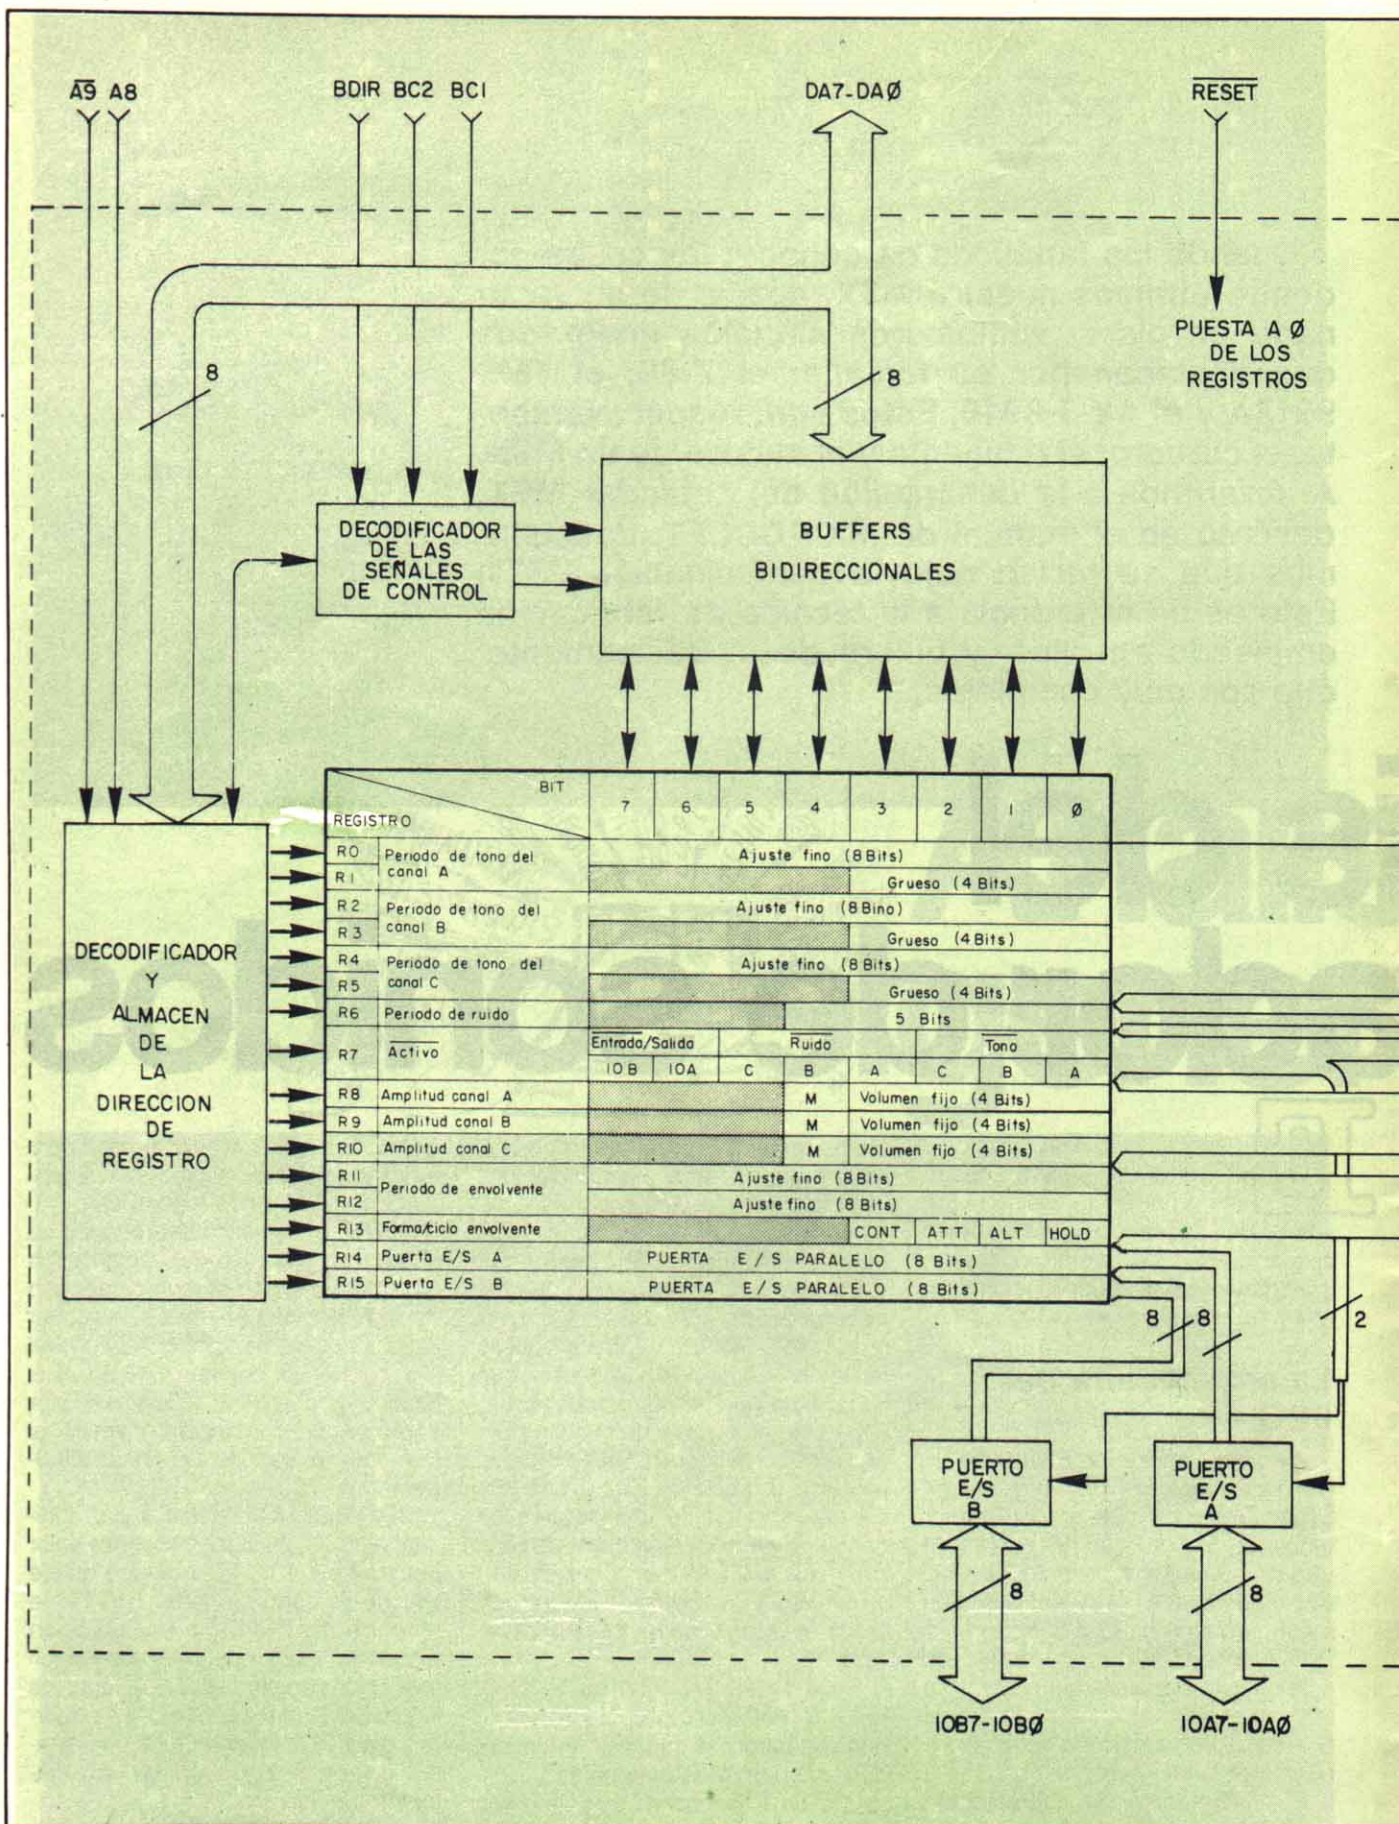 A9 A8 BDIR BC2 BC1 DA7-DAØ RESET
8
8
PUESTA A Ø
DE LOS
REGISTROS
DECODIFICADOR
DE LAS
SEÑALES
DE CONTROL
BUFFERS
BIDIRECCIONALES
BIT
REGISTRO
7 6 5 4 3 2 1 Ø
DECODIFICADOR
Y
ALMACEN
DE
LA
DIRECCION
DE
REGISTRO
R0 Periodo de tono del canal A Ajuste fino (8 Bits)
R1 Grueso (4 Bits)
R2 Periodo de tono del canal B Ajuste fino (8 Bino)
R3 Grueso (4 Bits)
R4 Periodo de tono del canal C Ajuste fino (8 Bits)
R5 Grueso (4 Bits)
R6 Periodo de ruido 5 Bits
R7 Activo Entrada/Salida Ruido Tono
IOB IOA C B A C B A
R8 Amplitud canal A M Volumen fijo (4 Bits)
R9 Amplitud canal B M Volumen fijo (4 Bits)
R10 Amplitud canal C M Volumen fijo (4 Bits)
R11 Periodo de envolvente Ajuste fino (8 Bits)
R12 Ajuste fino (8 Bits)
R13 Forma/ciclo envolvente CONT ATT ALT HOLD
R14 Puerta E/S A PUERTA E/S PARALELO (8 Bits)
R15 Puerta E/S B PUERTA E/S PARALELO (8 Bits)
8 8 2
PUERTO
E/S
B
PUERTO
E/S
A
8
8
IOB7-IOBØ
IOA7-IOAØ